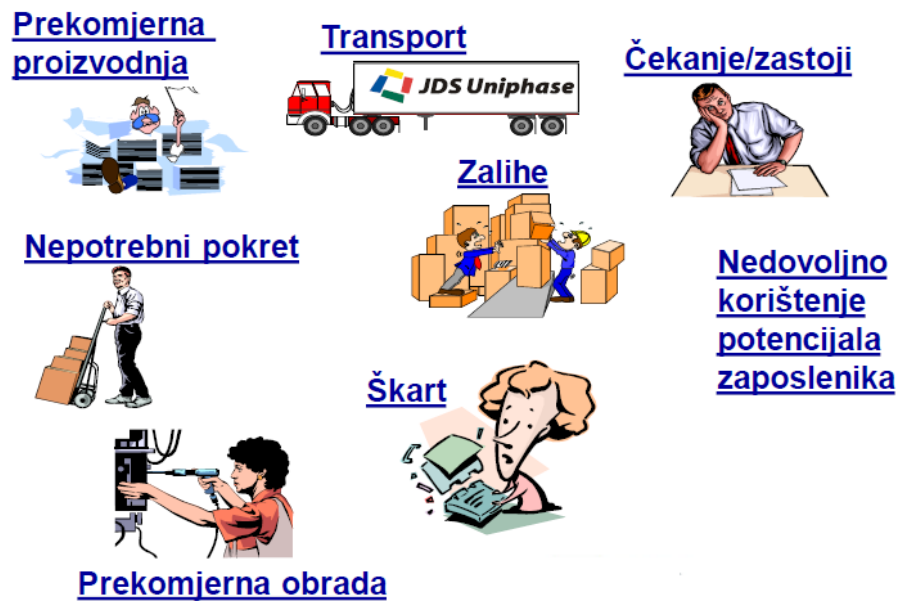 Prekomjerna
proizvodnja
Transport
JDS Uniphase
Čekanje/zastoji
Zalihe
Nepotrebni pokret
Nedovoljno
korištenje
potencijala
zaposlenika
Škart
Prekomjerna obrada